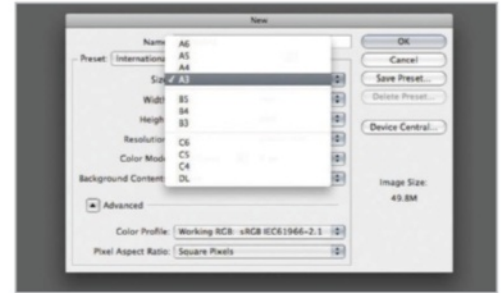 New
Name
A6
OK
Preset: International
A5
Cancel
A4
Size
✓ A3
Save Preset...
Width
B5
Delete Preset...
B4
Height
B3
Device Central...
Resolution
C6
Color Mode
C5
C4
Background Content
DL
Image Size:
49.8M
Advanced
Color Profile: Working RGB: sRGB IEC61966-2.1
Pixel Aspect Ratio: Square Pixels